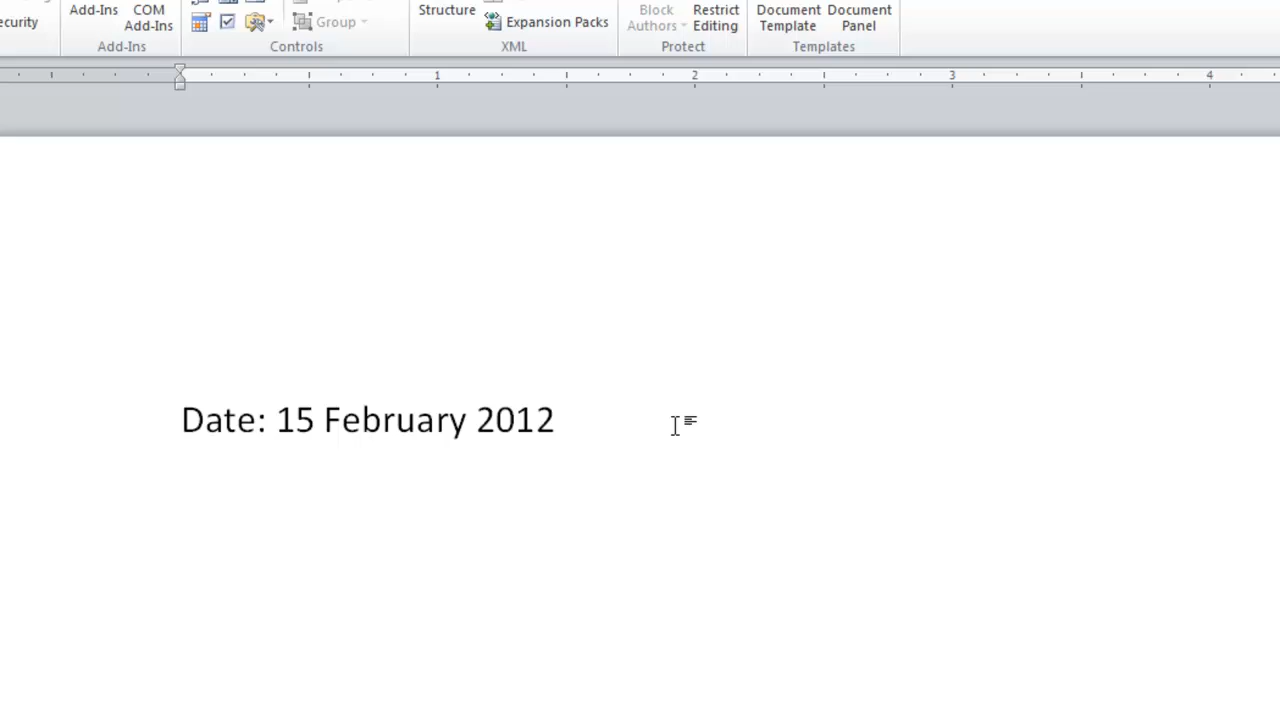 Add-Ins COM Add-Ins Group Structure Expansion Packs Block Authors Restrict Editing Document Template Document Panel
ecurity
Add-Ins Controls XML Protect Templates
1 2 3 4
Date: 15 February 2012